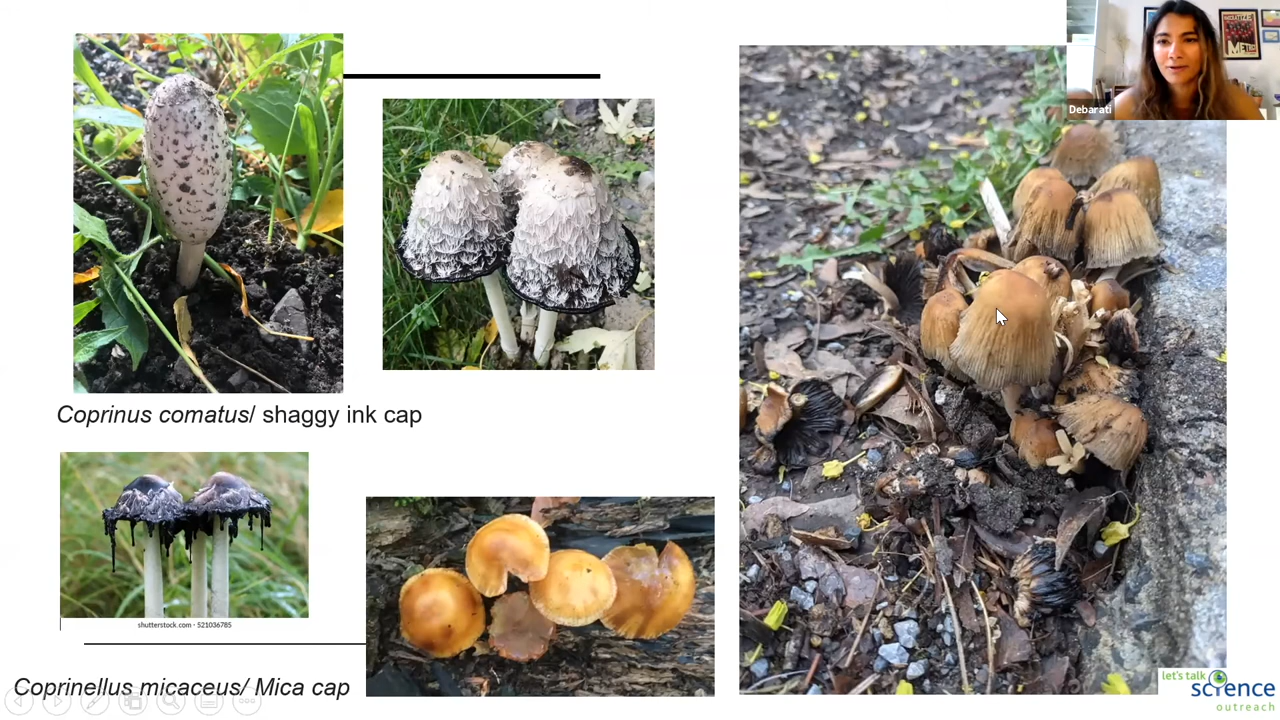 Debarati
Coprinus comatus/ shaggy ink cap
shutterstock.com · 521036785
Coprinellus micaceus/ Mica cap
let's talk
science
outreach